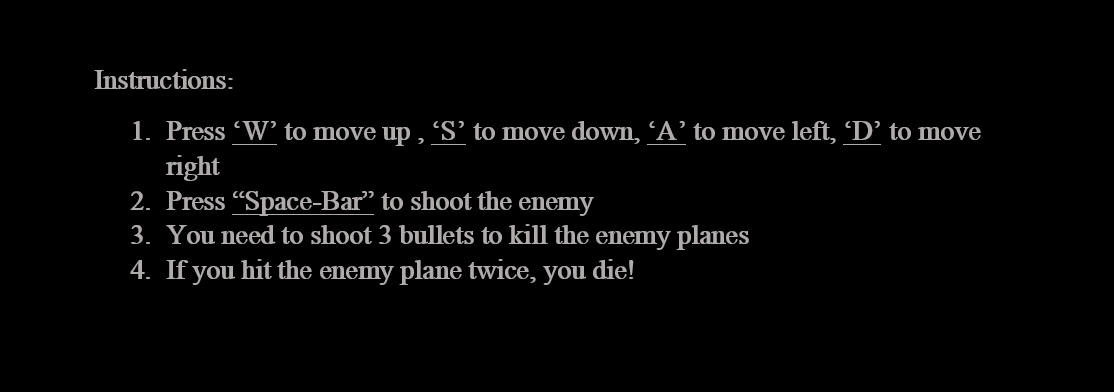 Instructions:
1. Press ‘W’ to move up , ‘S’ to move down, ‘A’ to move left, ‘D’ to move
right
2. Press “Space-Bar” to shoot the enemy
3. You need to shoot 3 bullets to kill the enemy planes
4. If you hit the enemy plane twice, you die!